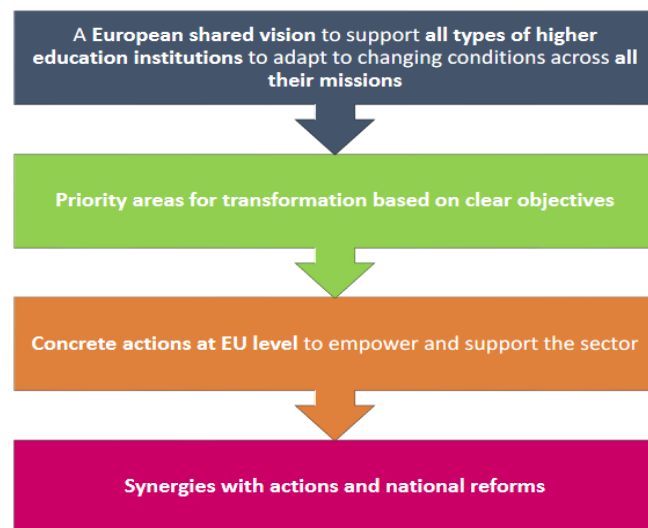 A European shared vision to support all types of higher
education institutions to adapt to changing conditions across all
their missions
Priority areas for transformation based on clear objectives
Concrete actions at EU level to empower and support the sector
Synergies with actions and national reforms